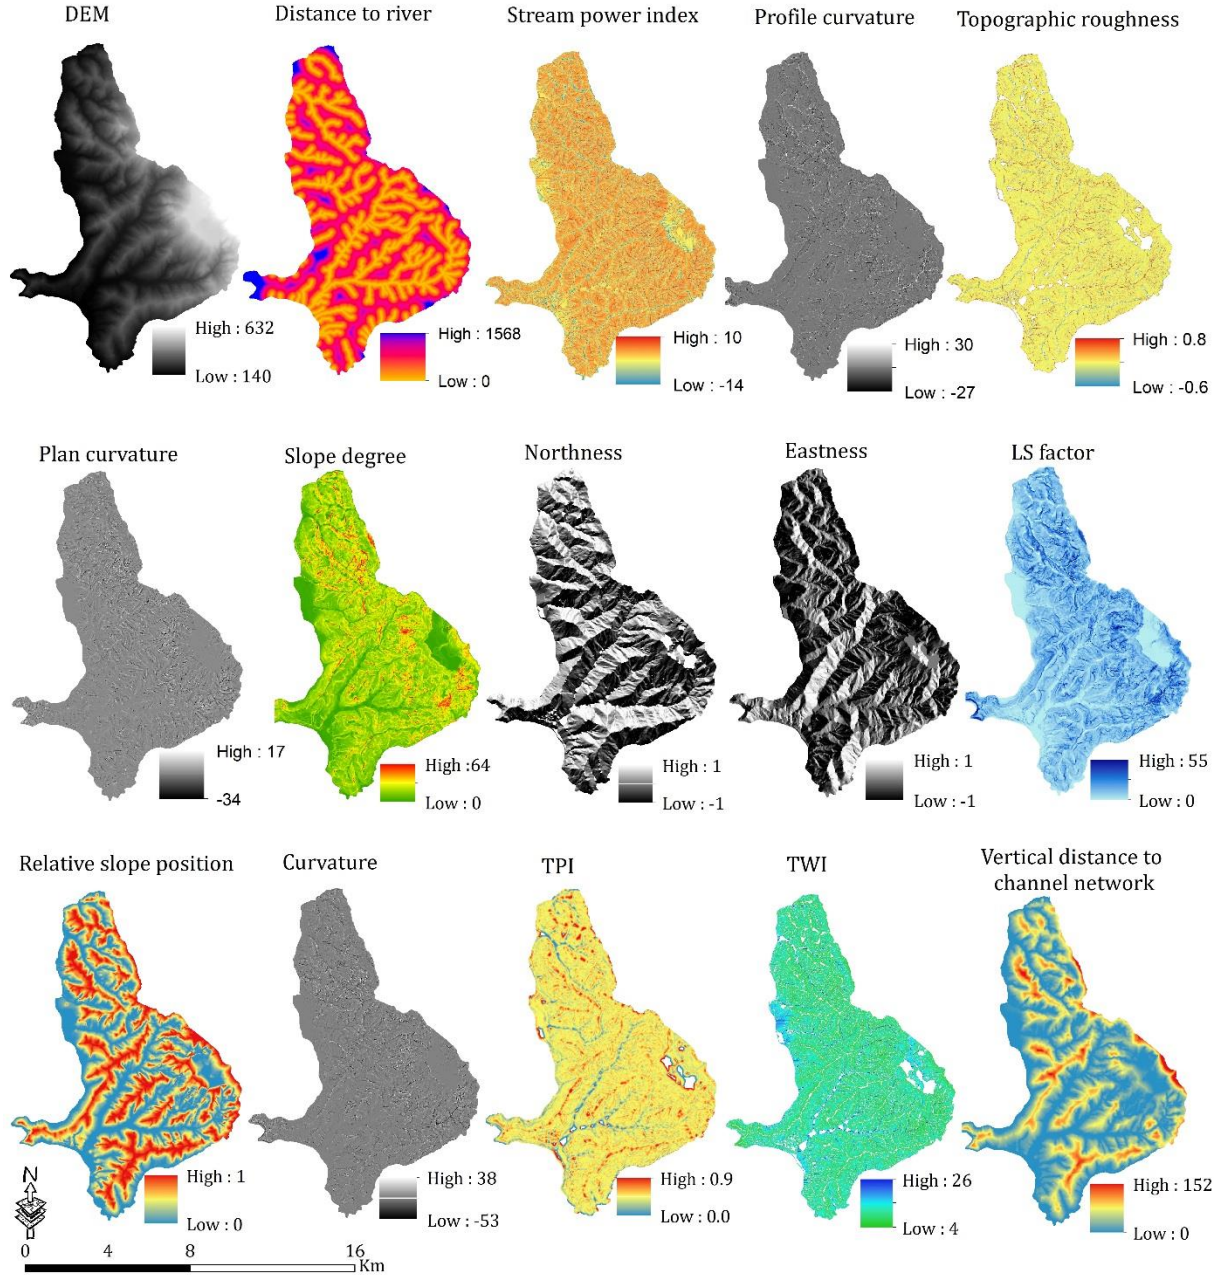 DEM
Distance to river
Stream power index
Profile curvature
Topographic roughness
High : 632
Low : 140
High : 1568
Low : 0
High : 10
Low : -14
High : 30
Low : -27
High : 0.8
Low : -0.6
Plan curvature
Slope degree
Northness
Eastness
LS factor
High : 17
-34
High :64
Low : 0
High : 1
Low : -1
High : 1
Low : -1
High : 55
Low : 0
Relative slope position
Curvature
TPI
TWI
Vertical distance to
channel network
High : 1
Low : 0
High : 38
Low : -53
High : 0.9
Low : 0.0
High : 26
Low : 4
High : 152
Low : 0
N
0 4 8 16
Km